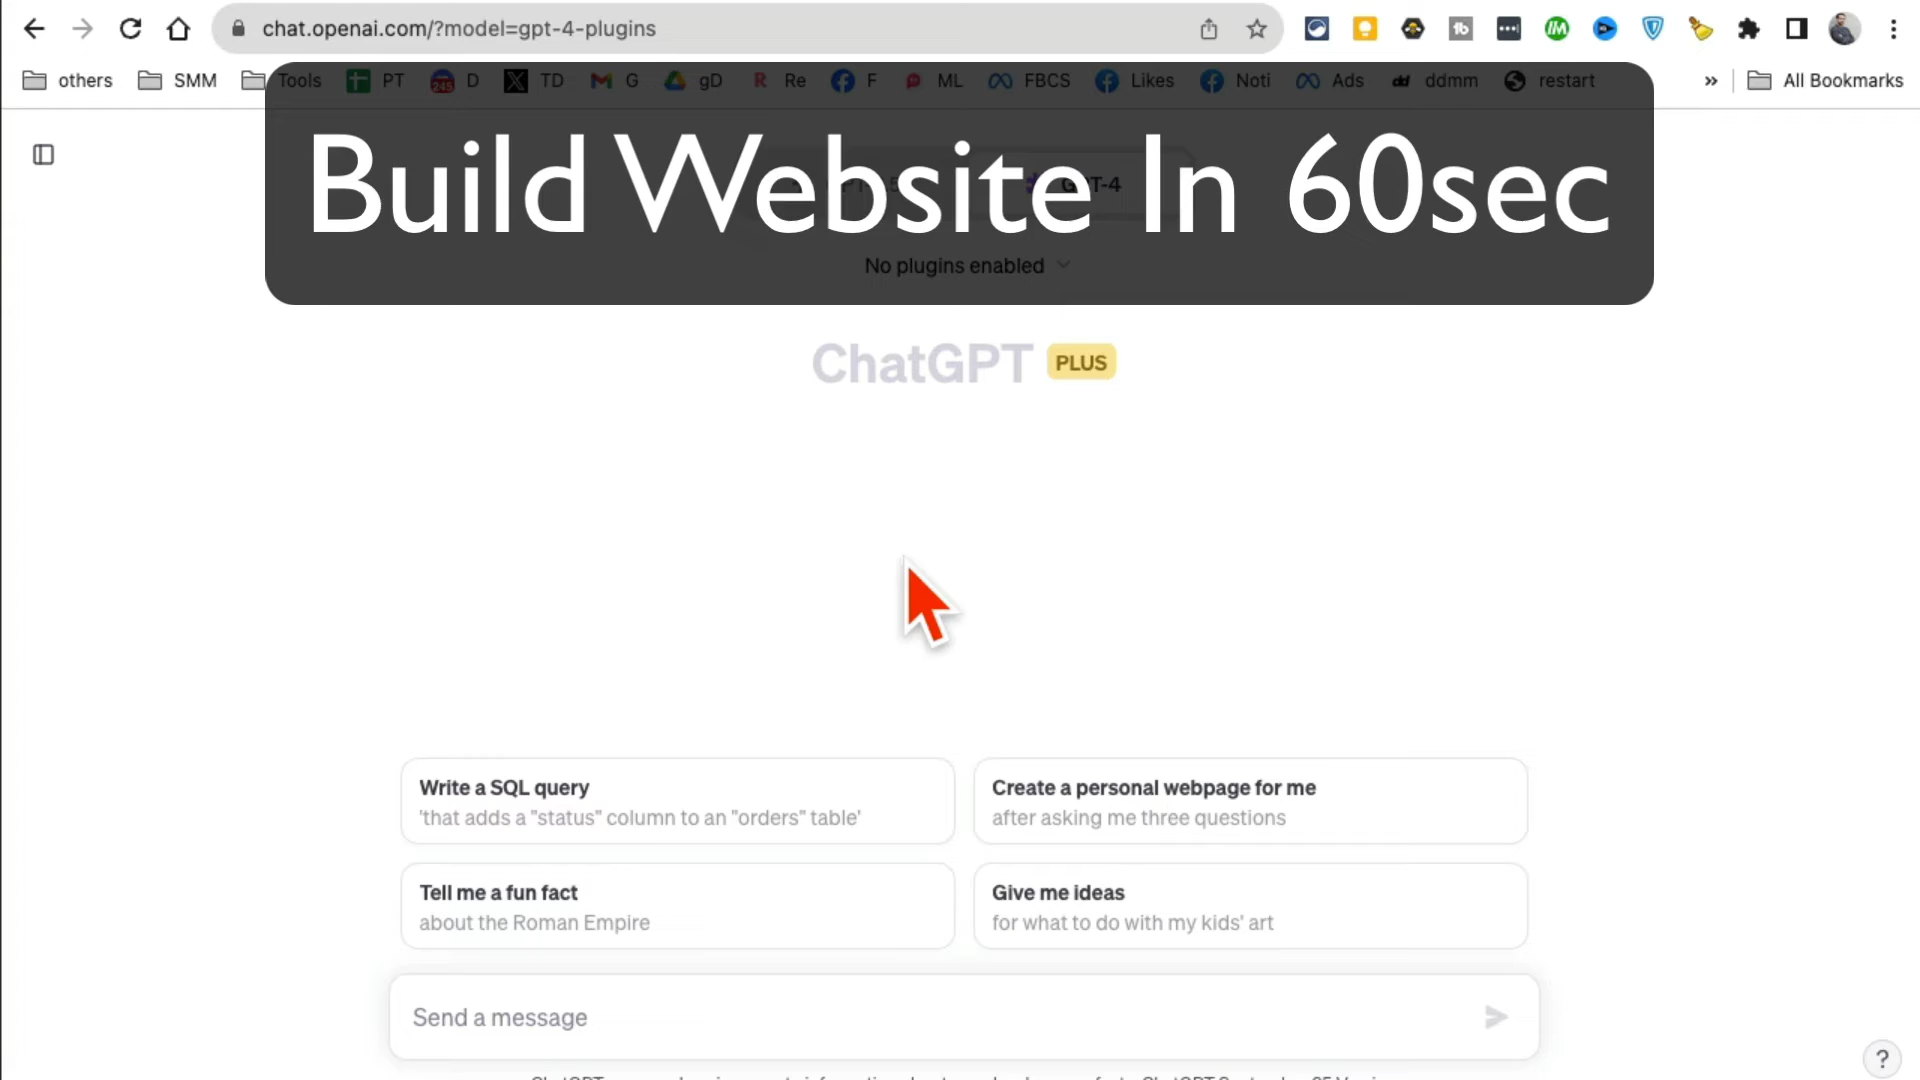 chat.openai.com/?model=gpt-4-plugins
others SMM Tools PT D TD G gD Re F ML FBCS Likes Noti Ads ddmm restart » All Bookmarks
Build Website In 60sec
GPT-4
No plugins enabled
ChatGPT PLUS
Write a SQL query
'that adds a "status" column to an "orders" table'
Create a personal webpage for me
after asking me three questions
Tell me a fun fact
about the Roman Empire
Give me ideas
for what to do with my kids' art
Send a message
?